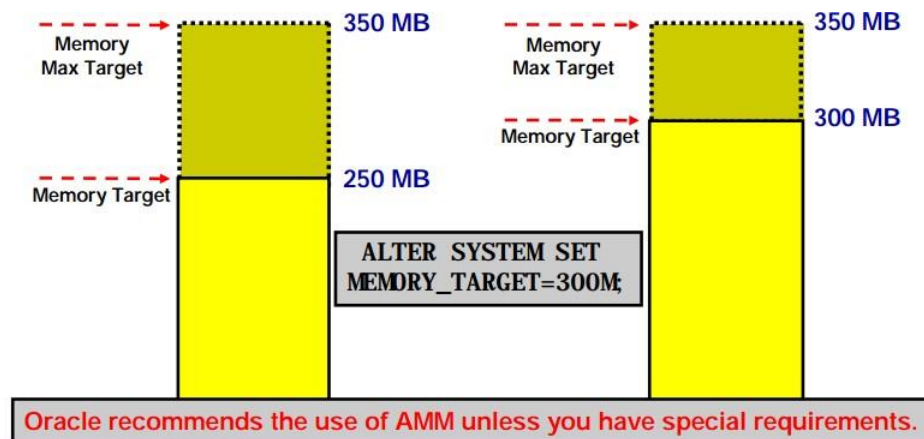 350 MB
Memory
Max Target
Memory Target
250 MB
ALTER SYSTEM SET
MEMORY_TARGET=300M;
350 MB
Memory
Max Target
300 MB
Memory Target
Oracle recommends the use of AMM unless you have special requirements.